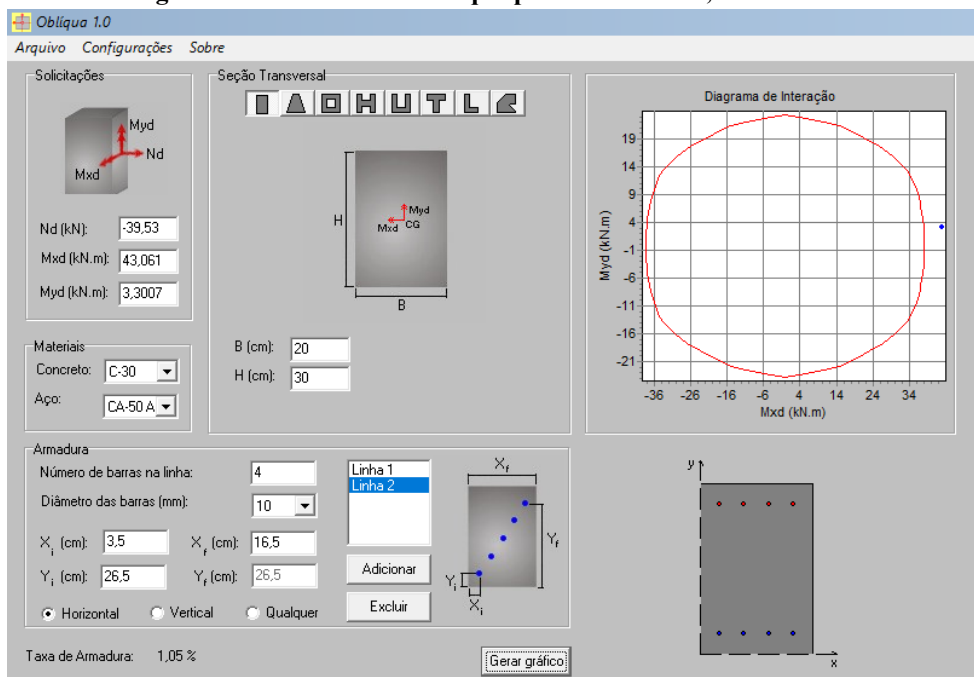 Oblíqua 1.0
Arquivo Configurações Sobre
Solicitações
Myd
Nd
Mxd
Nd (kN): -39,53
Mxd (kN.m): 43,061
Myd (kN.m): 3,3007
Seção Transversal
H
Myd
Mxd CG
B
B (cm): 20
H (cm): 30
Diagrama de Interação
19
14
9
4
-1
-6
-11
-16
-21
Myd (kN.m)
-36 -26 -16 -6 4 14 24 34
Mxd (kN.m)
Materiais
Concreto: C-30
Aço: CA-50 A
Armadura
Número de barras na linha: 4
Diâmetro das barras (mm): 10
Xi (cm): 3,5 Xf (cm): 16,5
Yi (cm): 26,5 Yf (cm): 26,5
Horizontal Vertical Qualquer
Linha 1
Linha 2
Adicionar
Excluir
Xf
Yf
Yi
Xi
Taxa de Armadura: 1,05 %
Gerar gráfico
y
x